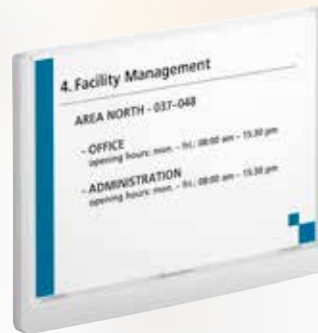 4. Facility Management
AREA NORTH - 037-048
- OFFICE
opening hours: mon. - fri.: 08:00 am - 15:30 pm
- ADMINISTRATION
opening hours: mon. - fri.: 08:00 am - 15:30 pm